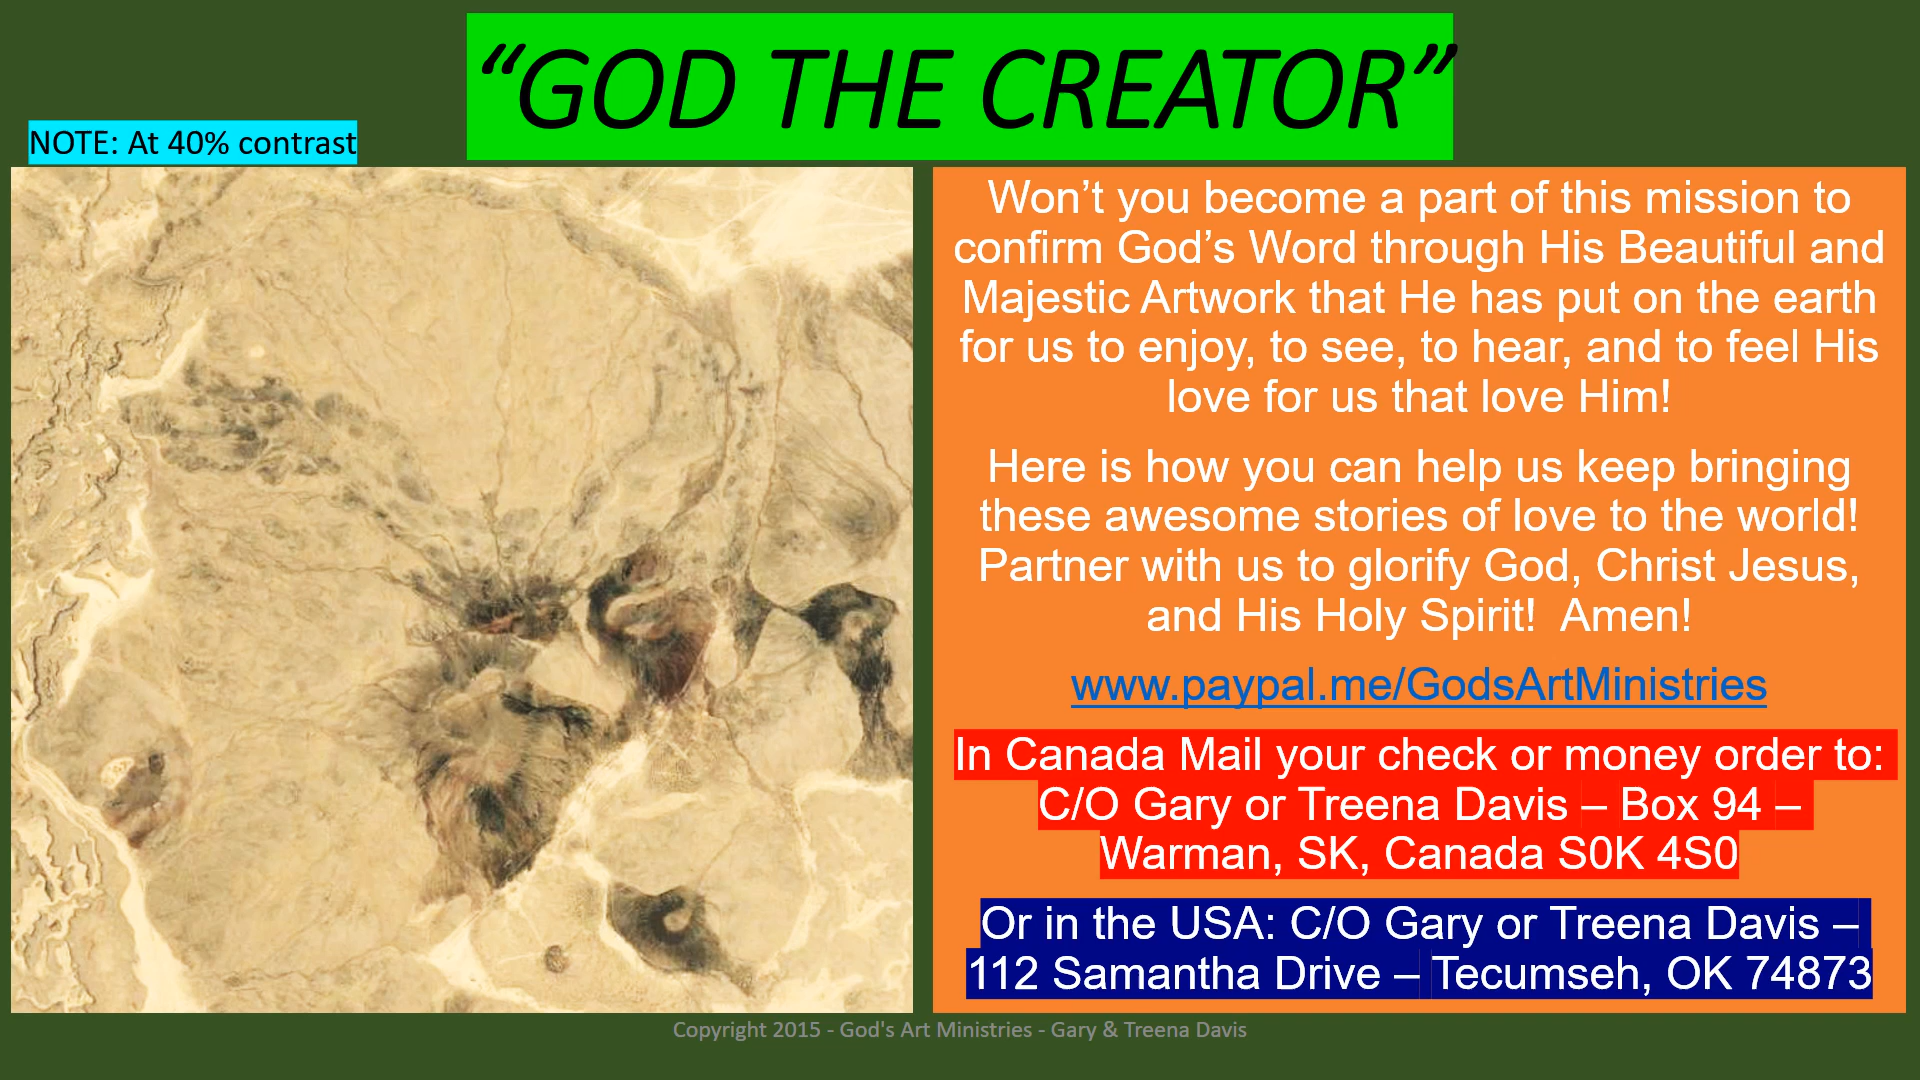 “GOD THE CREATOR”
NOTE: At 40% contrast
Won’t you become a part of this mission to
confirm God’s Word through His Beautiful and
Majestic Artwork that He has put on the earth
for us to enjoy, to see, to hear, and to feel His
love for us that love Him!
Here is how you can help us keep bringing
these awesome stories of love to the world!
Partner with us to glorify God, Christ Jesus,
and His Holy Spirit!  Amen!
www.paypal.me/GodsArtMinistries
In Canada Mail your check or money order to:
C/O Gary or Treena Davis – Box 94 –
Warman, SK, Canada S0K 4S0
Or in the USA: C/O Gary or Treena Davis –
112 Samantha Drive – Tecumseh, OK 74873
Copyright 2015 - God's Art Ministries - Gary & Treena Davis